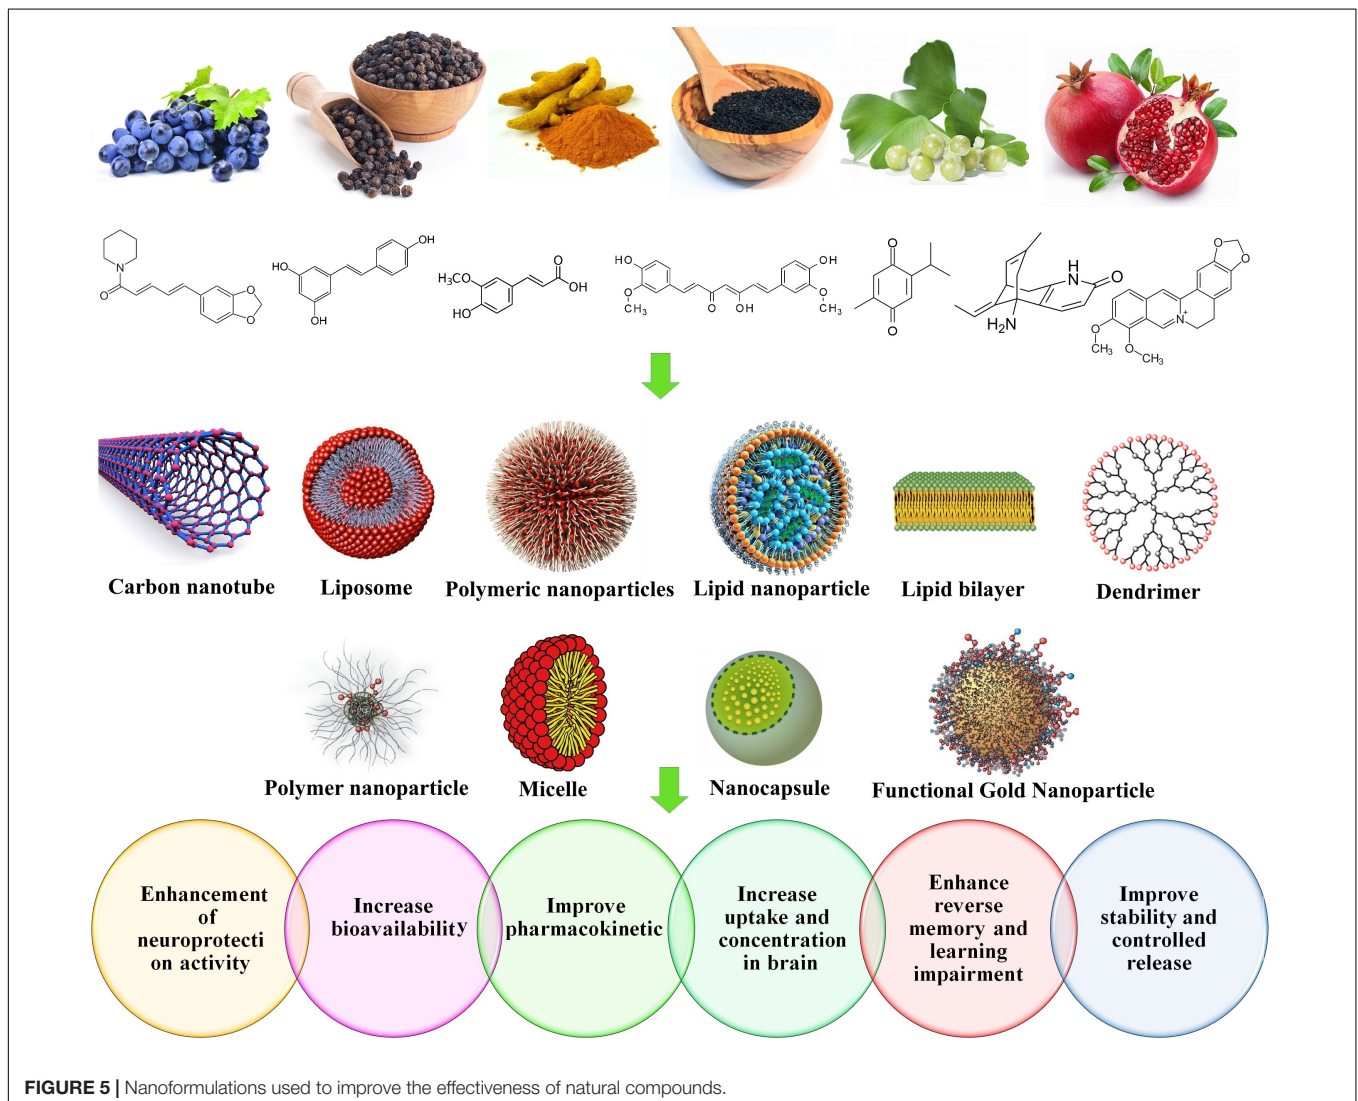 N
O
O
O
HO
OH
OH
H₃CO
HO
O
OH
HO
O
CH₃
O
OH
OH
O
CH₃
O
O
NH
O
H₂N
O
O
N⁺
O
CH₃
O
CH₃
Carbon nanotube
Liposome
Polymeric nanoparticles
Lipid nanoparticle
Lipid bilayer
Dendrimer
Polymer nanoparticle
Micelle
Nanocapsule
Functional Gold Nanoparticle
Enhancement
of
neuroprotecti
on activity
Increase
bioavailability
Improve
pharmacokinetic
Increase
uptake and
concentration
in brain
Enhance
reverse
memory and
learning
impairment
Improve
stability and
controlled
release
FIGURE 5 | Nanoformulations used to improve the effectiveness of natural compounds.